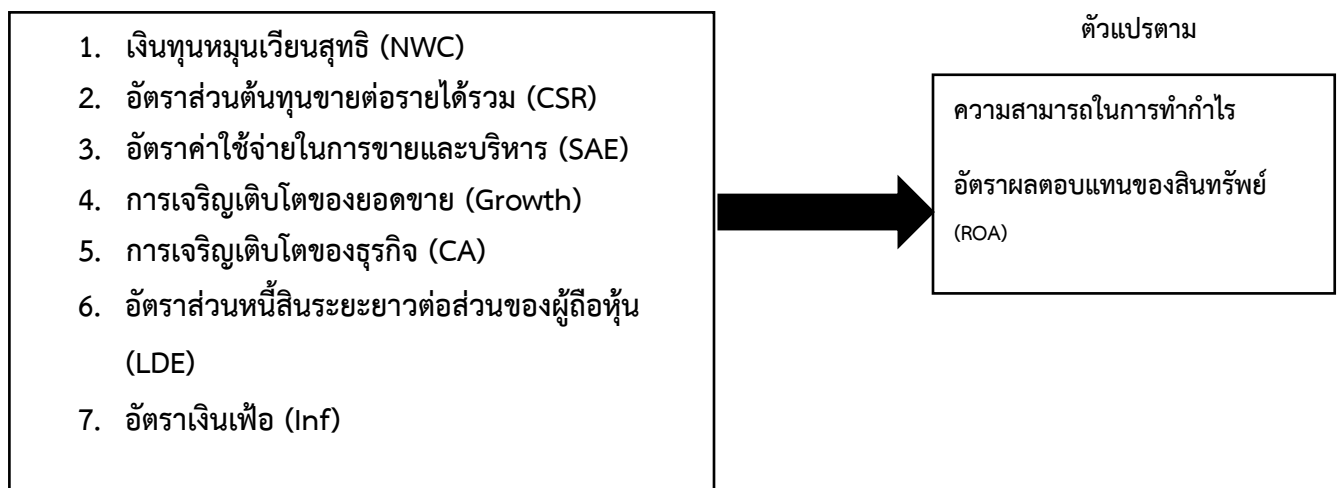 1. เงินทุนหมุนเวียนสุทธิ (NWC)
2. อัตราส่วนต้นทุนขายต่อรายได้รวม (CSR)
3. อัตราค่าใช้จ่ายในการขายและบริหาร (SAE)
4. การเจริญเติบโตของยอดขาย (Growth)
5. การเจริญเติบโตของธุรกิจ (CA)
6. อัตราส่วนหนี้สินระยะยาวต่อส่วนของผู้ถือหุ้น
(LDE)
7. อัตราเงินเฟ้อ (Inf)
ตัวแปรตาม
ความสามารถในการทำกำไร
อัตราผลตอบแทนของสินทรัพย์
(ROA)